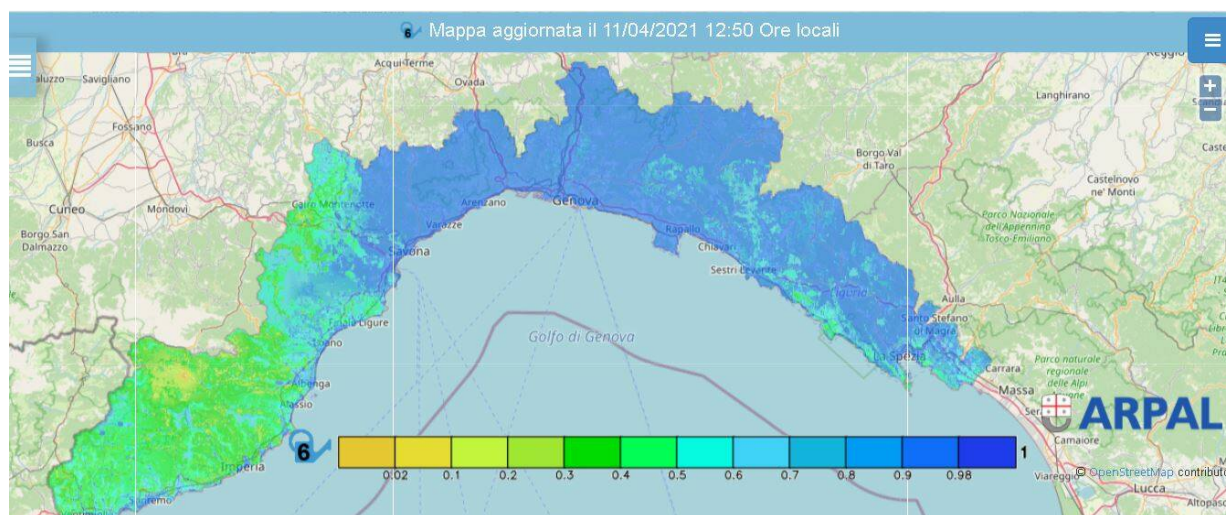 6 Mappa aggiornata il 11/04/2021 12:50 Ore locali
Acqui Terme
Savigliano
Ovada
Langhirano
Fossano
Busca
Borgo Val
di Taro
Castelnovo
ne' Monti
Cairo Montenotte
Cuneo
Mondovì
Arenzano
Genova
Parco Nazionale
dell'Appennino
Tosco-Emiliano
Varazze
Borgo San
Dalmazzo
Rapallo
Chiavari
Savona
Sestri Levante
Liguria
Aulla
Santo Stefano
di Magra
Golfo di Genova
Loano
La Spezia
Parco naturale
regionale
delle Alpi
Carrara
Albenga
Massa
Alassio
ARPAL
6
1
Camaiore
Imperia
0.02 0.1 0.2 0.3 0.4 0.5 0.6 0.7 0.8 0.9 0.98
Viareggio
© OpenStreetMap contributo
Lucca
Sanremo
Altopasc